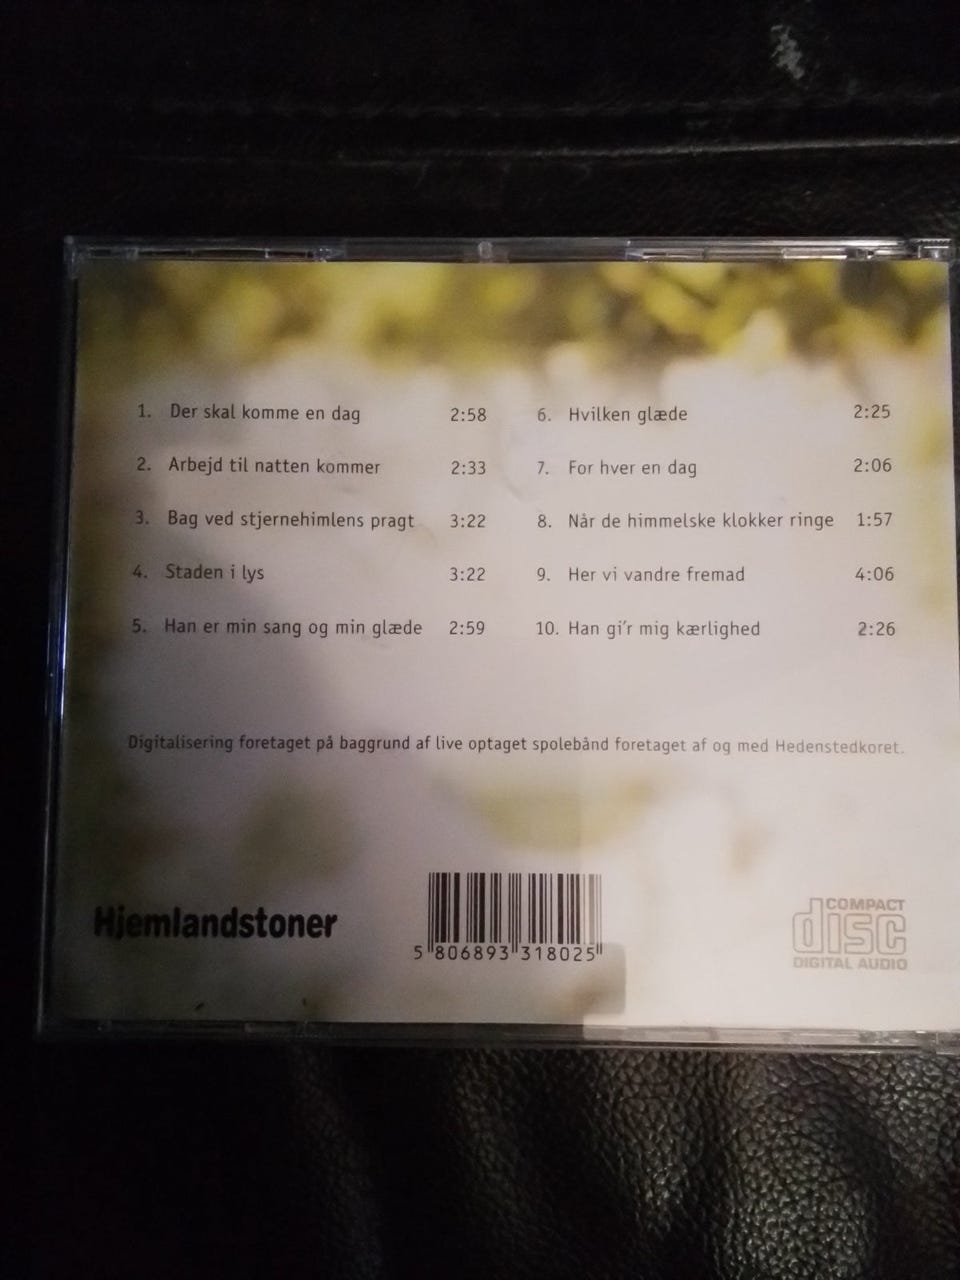 1. Der skal komme en dag 2:58
2. Arbejd til natten kommer 2:33
3. Bag ved stjernehimlens pragt 3:22
4. Staden i lys 3:22
5. Han er min sang og min glæde 2:59
6. Hvilken glæde 2:25
7. For hver en dag 2:06
8. Når de himmelske klokker ringe 1:57
9. Her vi vandre fremad 4:06
10. Han gi'r mig kærlighed 2:26
Digitalisering foretaget på baggrund af live optaget spolebånd foretaget af og med Hedenstedkoret.
Hjemlandstoner
5 806893 318025
COMPACT
disc
DIGITAL AUDIO